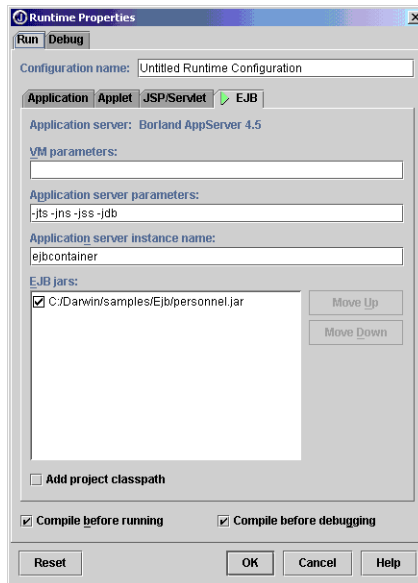 Runtime Properties
Run Debug
Configuration name: Untitled Runtime Configuration
Application Applet JSP/Servlet EJB
Application server: Borland AppServer 4.5
VM parameters:
Application server parameters:
-jts -jns -jss -jdb
Application server instance name:
ejbcontainer
EJB jars:
C:/Darwin/samples/Ejb/personnel.jar
Move Up
Move Down
Add project classpath
Compile before running Compile before debugging
Reset OK Cancel Help